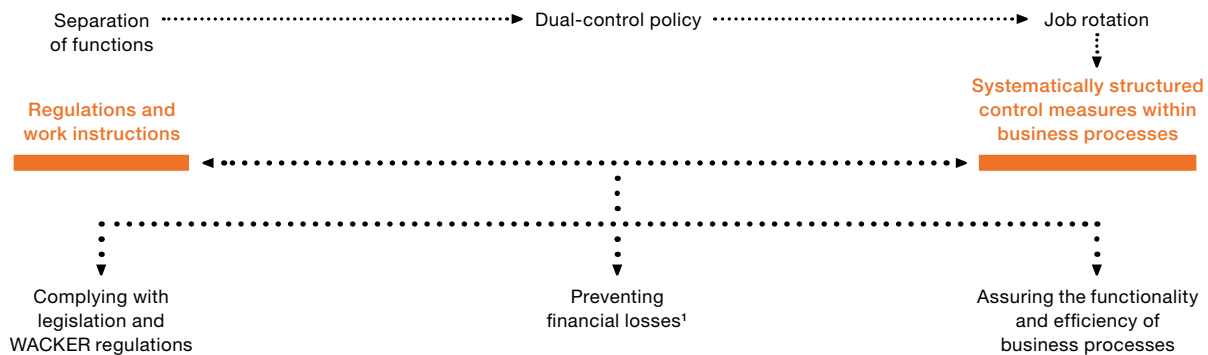 Separation
of functions
Dual-control policy
Job rotation
Regulations and
work instructions
Systematically structured
control measures within
business processes
Complying with
legislation and
WACKER regulations
Preventing
financial losses¹
Assuring the functionality
and efficiency of
business processes